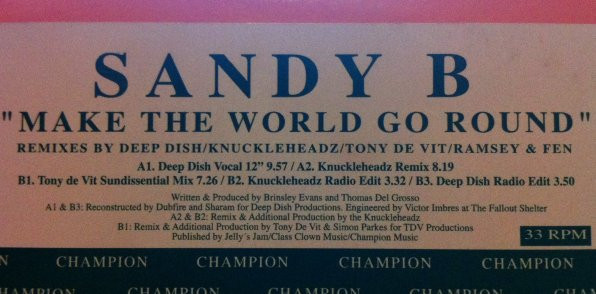 SANDY B
"MAKE THE WORLD GO ROUND"
REMIXES BY DEEP DISH/KNUCKLEHEADZ/TONY DE VIT/RAMSEY & FEN
A1. Deep Dish Vocal 12" 9.57 / A2. Knuckleheadz Remix 8.19
B1. Tony de Vit Sundissential Mix 7.26 / B2. Knuckleheadz Radio Edit 3.32 / B3. Deep Dish Radio Edit 3.50
Written & Produced by Brinsley Evans and Thomas Del Grosso
A1 & B3: Reconstructed by Dubfire and Sharam for Deep Dish Productions. Engineered by Victor Imbres at The Fallout Shelter
A2 & B2: Remix & Additional Production by the Knuckleheadz
B1: Remix & Additional Production by Tony De Vit & Simon Parkes for TDV Productions
Published by Jelly's Jam/Class Clown Music/Champion Music
33 RPM
ON CHAMPION CHAMPION CHAMPION CHAMPION
CHAMPION CHAMPION CHAMPION CHAMPION